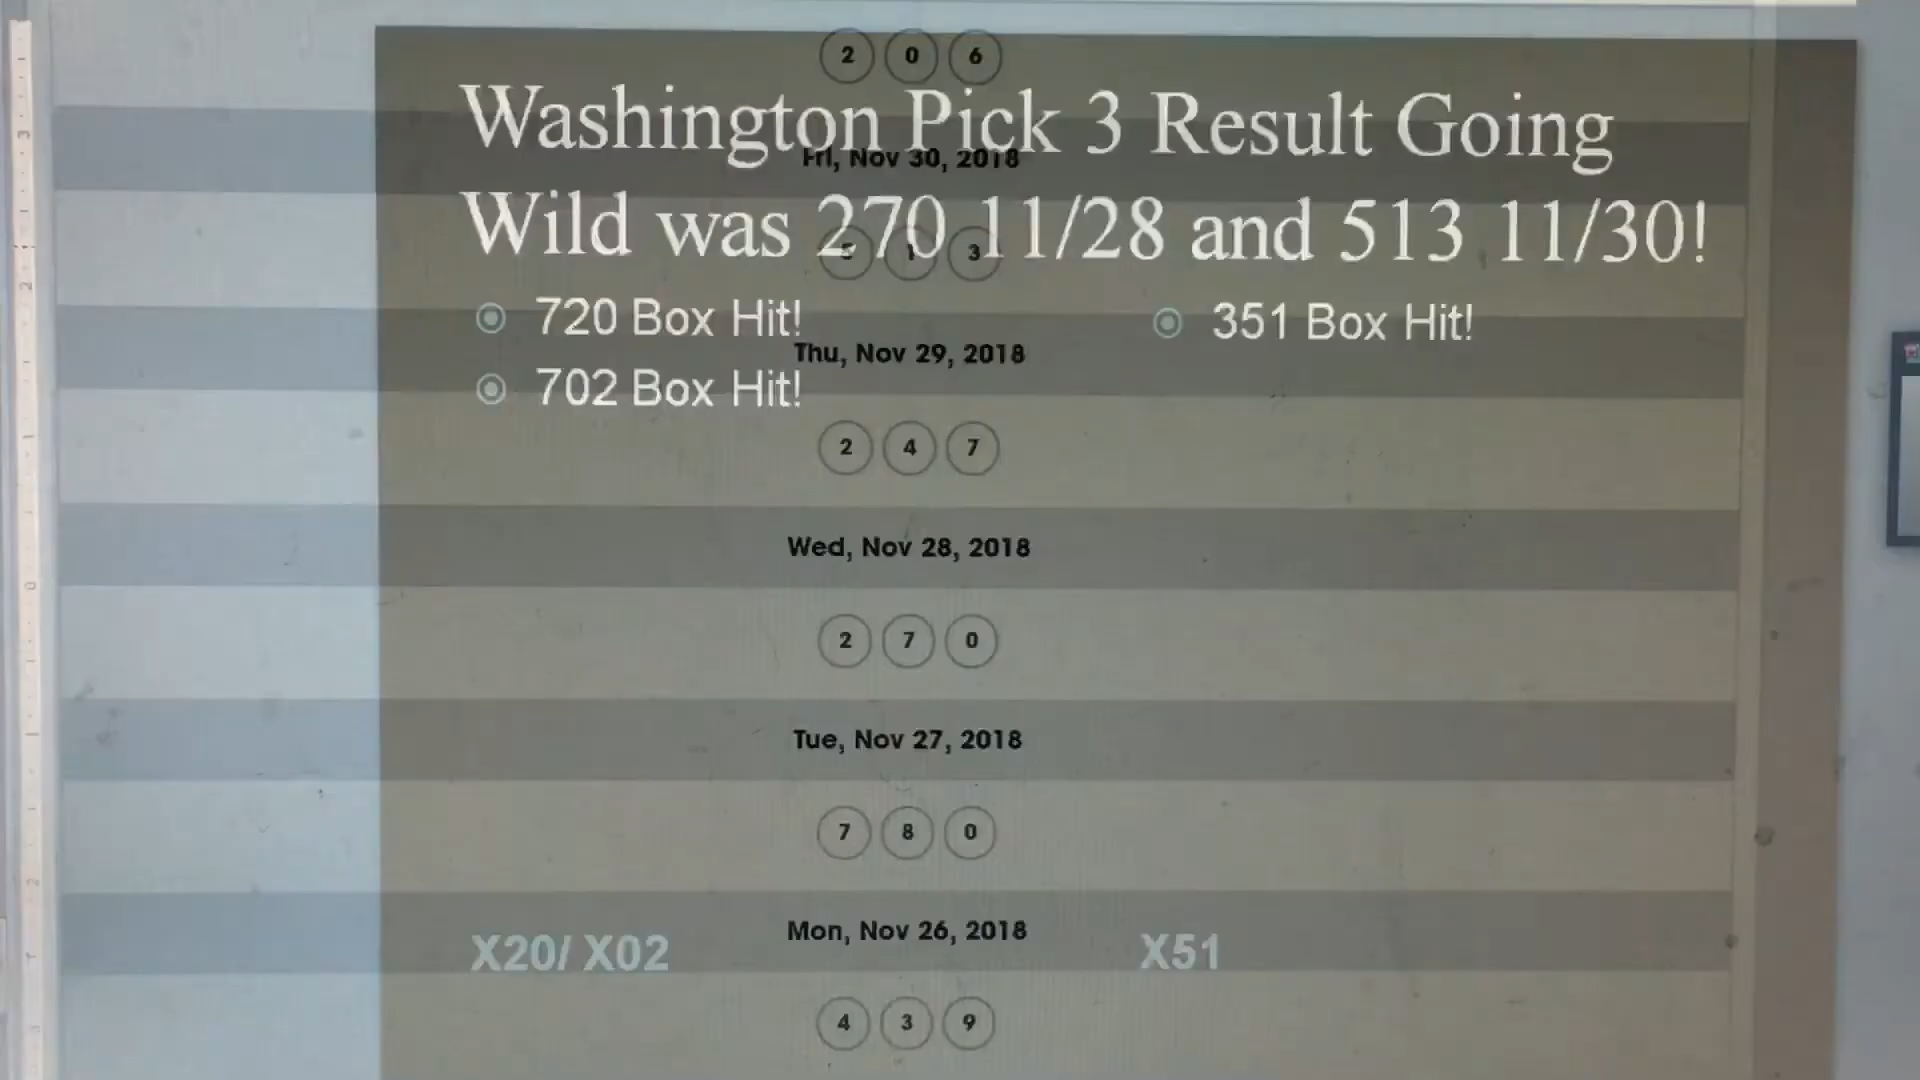 2 0 6
Washington Pick 3 Result Going
Fri, Nov 30, 2018
Wild was 270 11/28 and 513 11/30!
5 1 3
720 Box Hit!
351 Box Hit!
Thu, Nov 29, 2018
702 Box Hit!
2 4 7
Wed, Nov 28, 2018
2 7 0
Tue, Nov 27, 2018
7 8 0
Mon, Nov 26, 2018
X20/ X02
X51
4 3 9